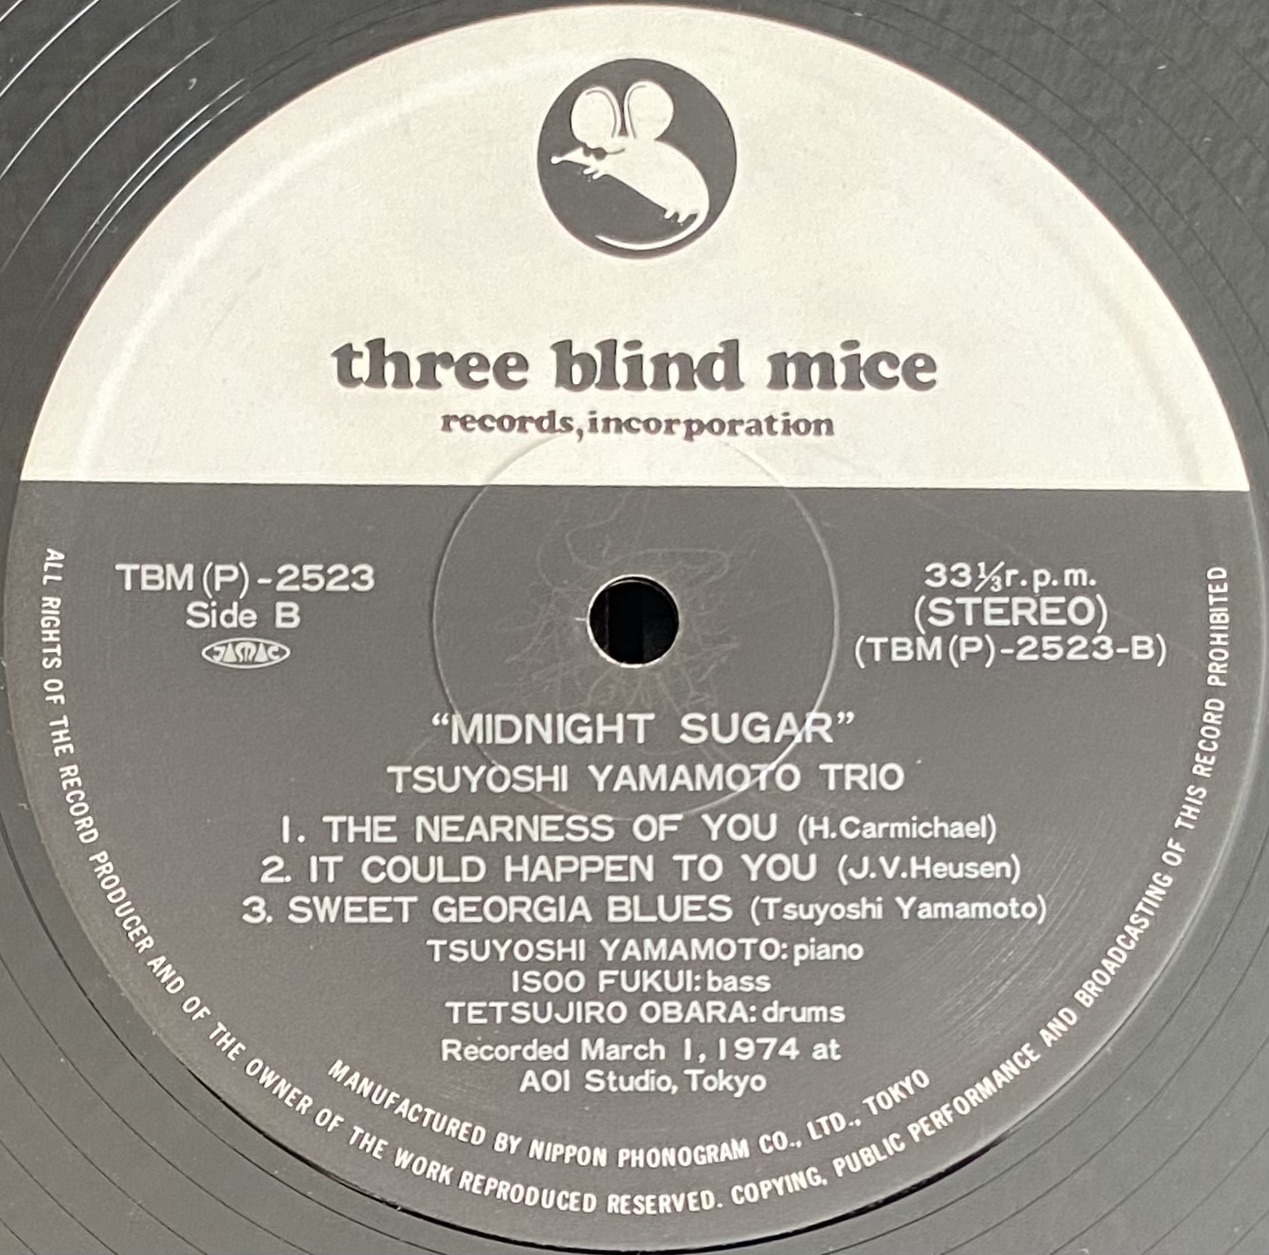 three blind mice
records, incorporation
TBM(P)-2523
Side B
JASRAC
33⅓r.p.m.
(STEREO)
(TBM(P)-2523-B)
“MIDNIGHT SUGAR”
TSUYOSHI YAMAMOTO TRIO
1. THE NEARNESS OF YOU (H.Carmichael)
2. IT COULD HAPPEN TO YOU (J.V.Heusen)
3. SWEET GEORGIA BLUES (Tsuyoshi Yamamoto)
TSUYOSHI YAMAMOTO: piano
ISOO FUKUI: bass
TETSUJIRO OBARA: drums
Recorded March 1, 1974 at
AOI Studio, Tokyo
MANUFACTURED BY NIPPON PHONOGRAM CO., LTD., TOKYO
ALL RIGHTS OF THE RECORD PRODUCER AND OF THE OWNER OF THE WORK REPRODUCED RESERVED. COPYING, PUBLIC PERFORMANCE AND BROADCASTING OF THIS RECORD PROHIBITED